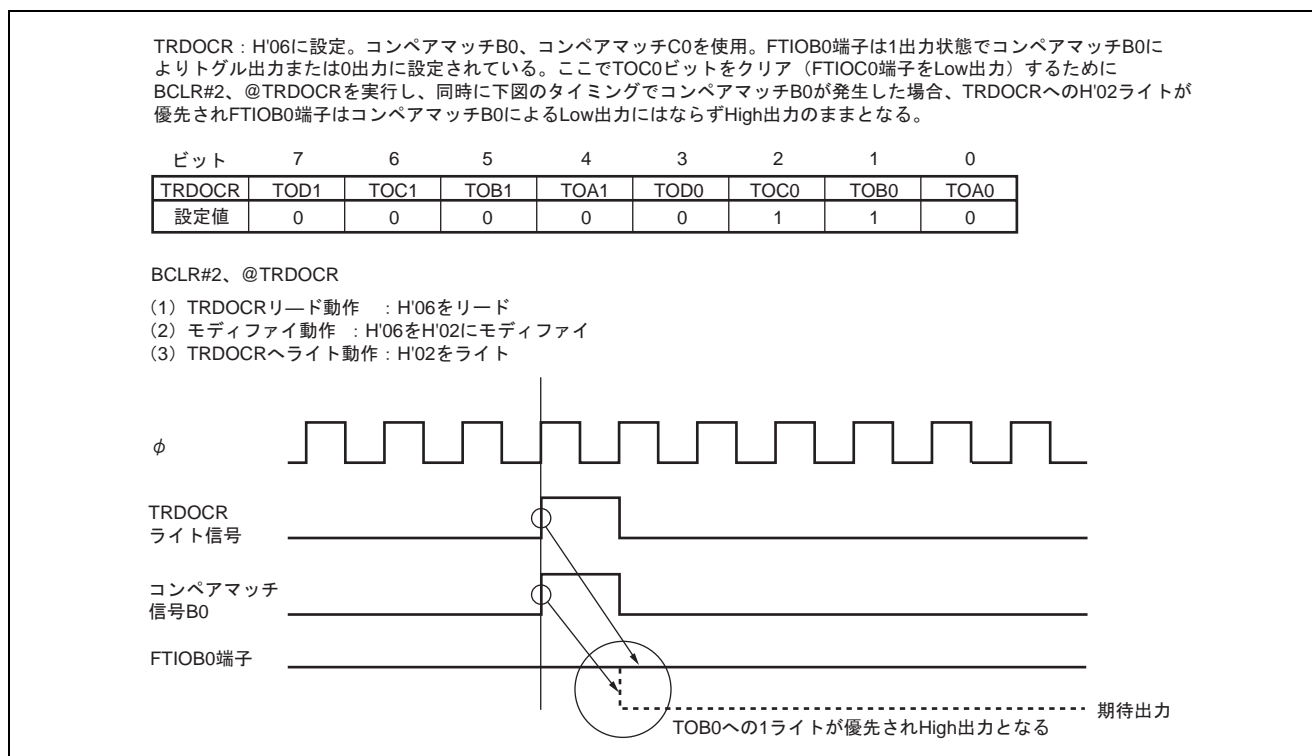 TRDOCR：H'06に設定。コンペアマッチB0、コンペアマッチC0を使用。FTIOB0端子は1出力状態でコンペアマッチB0に
よりトグル出力または0出力に設定されている。ここでTOC0ビットをクリア（FTIOC0端子をLow出力）するために
BCLR#2、@TRDOCRを実行し、同時に下図のタイミングでコンペアマッチB0が発生した場合、TRDOCRへのH'02ライトが
優先されFTIOB0端子はコンペアマッチB0によるLow出力にはならずHigh出力のままとなる。
ビット 7 6 5 4 3 2 1 0
TRDOCR TOD1 TOC1 TOB1 TOA1 TOD0 TOC0 TOB0 TOA0
設定値 0 0 0 0 0 1 1 0
BCLR#2、@TRDOCR
（1）TRDOCRリ―ド動作　：H'06をリード
（2）モディファイ動作　：H'06をH'02にモディファイ
（3）TRDOCRへライト動作：H'02をライト
φ
TRDOCR
ライト信号
コンペアマッチ
信号B0
FTIOB0端子
期待出力
TOB0への1ライトが優先されHigh出力となる